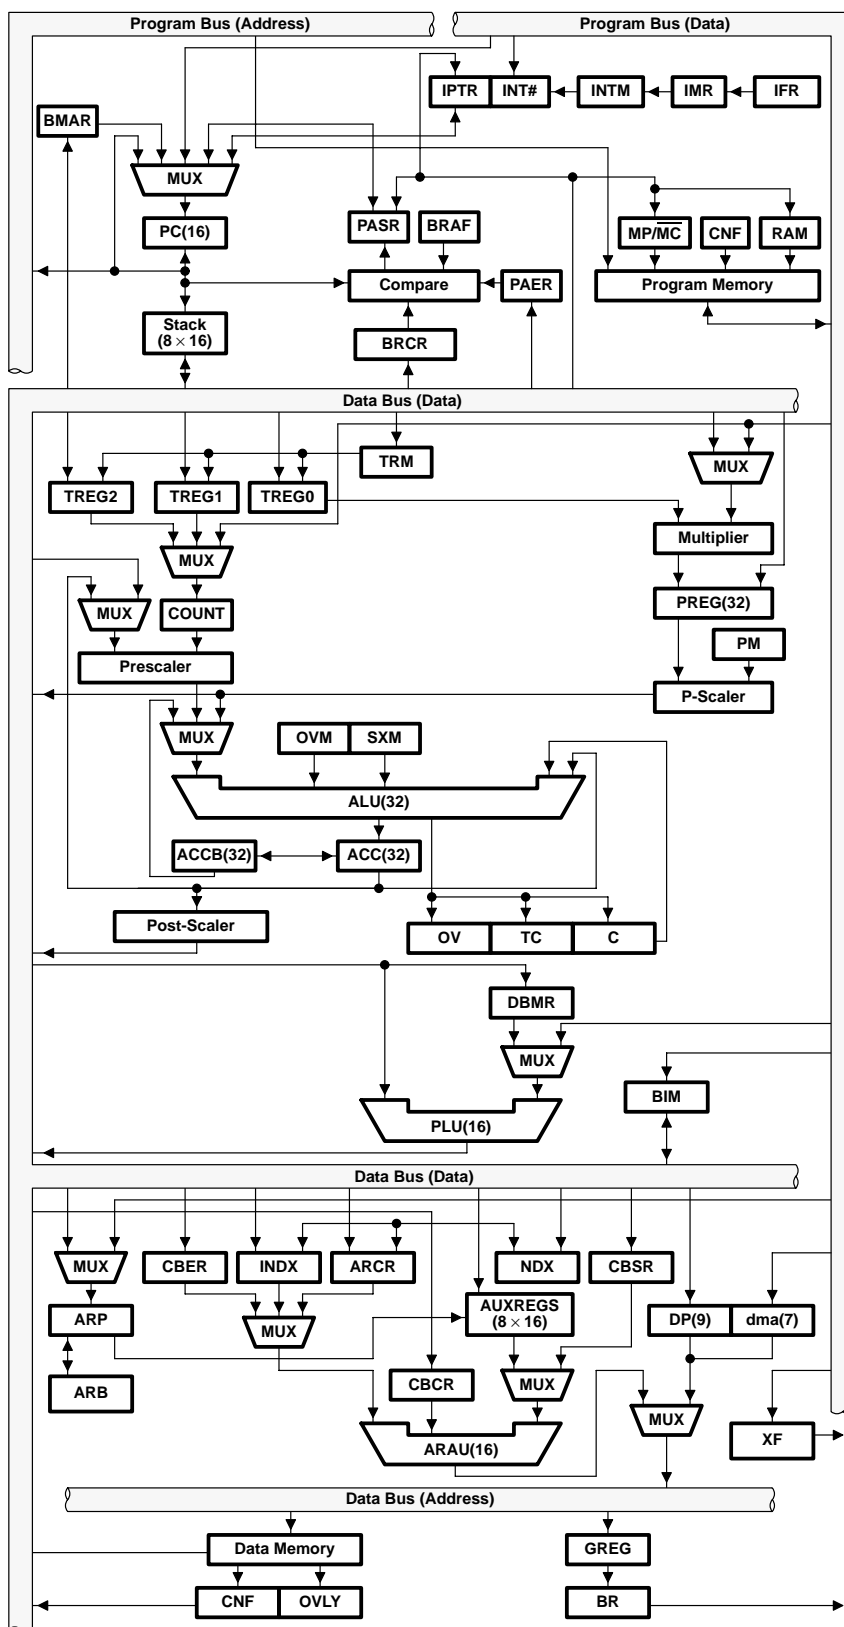 Program Bus (Address)
Program Bus (Data)
IPTR
INT#
INTM
IMR
IFR
BMAR
MUX
PC(16)
PASR
BRAF
MP/M̅C̅
CNF
RAM
Compare
PAER
Program Memory
Stack
(8 × 16)
BRCR
Data Bus (Data)
TRM
MUX
TREG2
TREG1
TREG0
Multiplier
MUX
MUX
COUNT
PREG(32)
PM
Prescaler
P-Scaler
MUX
OVM
SXM
ALU(32)
ACCB(32)
ACC(32)
Post-Scaler
OV
TC
C
DBMR
MUX
BIM
PLU(16)
Data Bus (Data)
MUX
CBER
INDX
ARCR
NDX
CBSR
ARP
MUX
AUXREGS
(8 × 16)
DP(9)
dma(7)
ARB
CBCR
MUX
MUX
XF
ARAU(16)
Data Bus (Address)
Data Memory
GREG
CNF
OVLY
BR